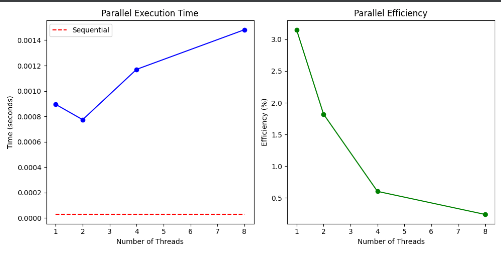 Parallel Execution Time
Sequential
0.0014
0.0012
0.0010
0.0008
0.0006
0.0004
0.0002
0.0000
Time (seconds)
1 2 3 4 5 6 7 8
Number of Threads
Parallel Efficiency
3.0
2.5
2.0
1.5
1.0
0.5
Efficiency (%)
1 2 3 4 5 6 7 8
Number of Threads